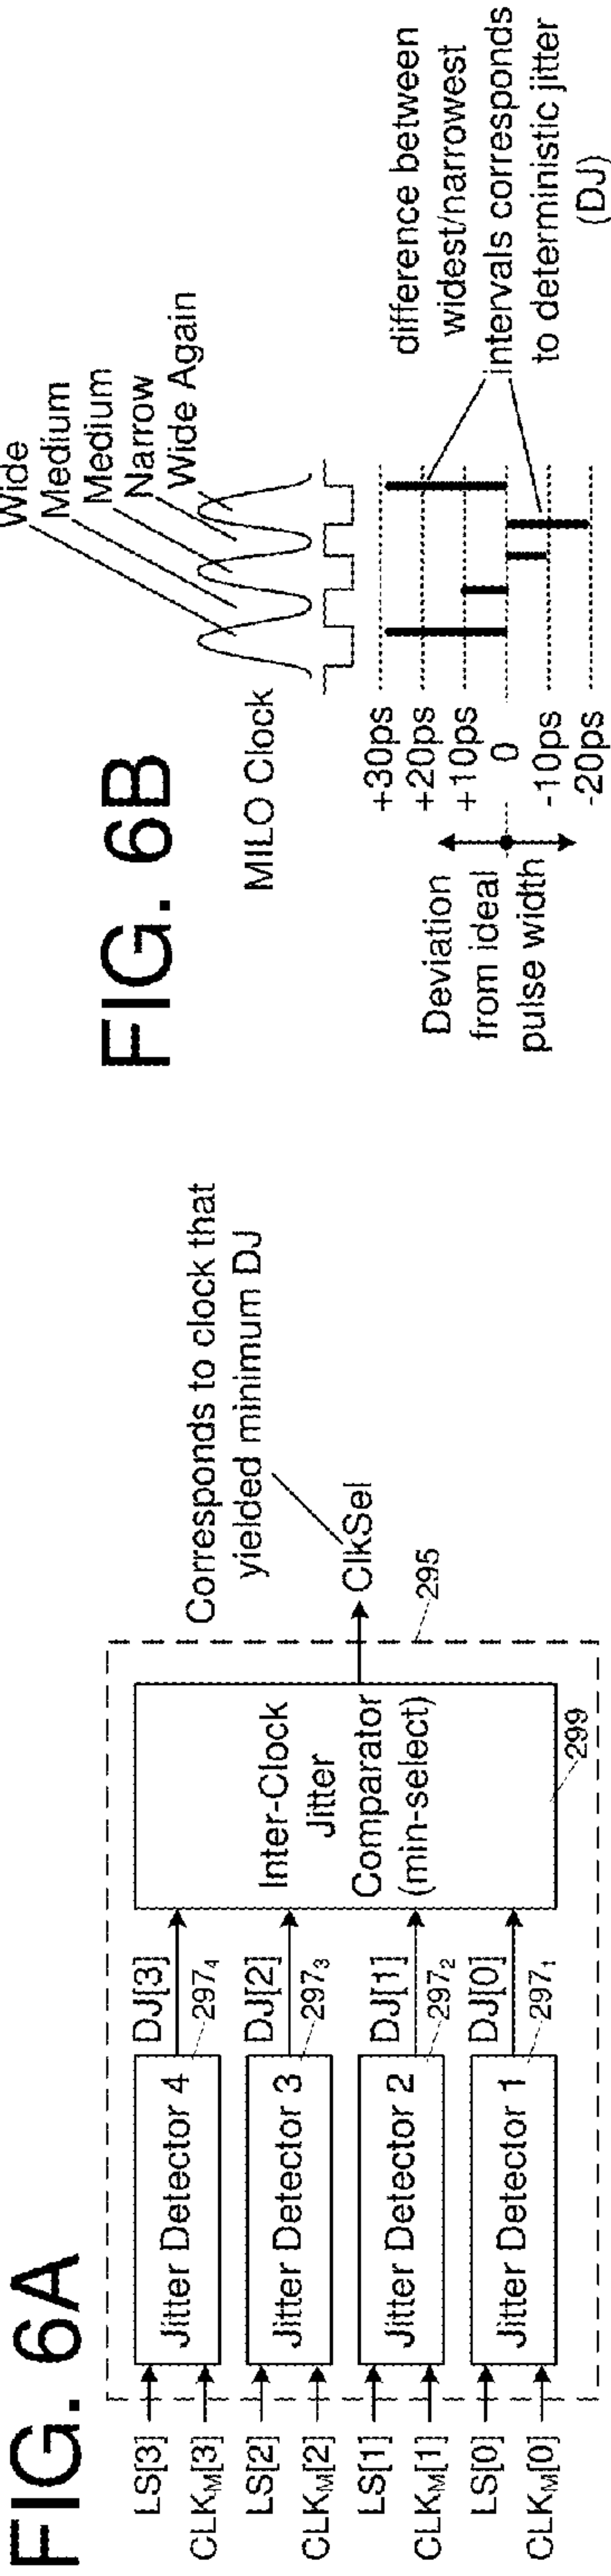 FIG. 6A
LS[3]
CLKM[3]
LS[2]
CLKM[2]
LS[1]
CLKM[1]
LS[0]
CLKM[0]
Jitter Detector 4
Jitter Detector 3
Jitter Detector 2
Jitter Detector 1
DJ[3]
297₄
DJ[2]
297₃
DJ[1]
297₂
DJ[0]
297₁
Inter-Clock
Jitter
Comparator
(min-select)
299
295
ClkSel
Corresponds to clock that
yielded minimum DJ
FIG. 6B
MILO Clock
Wide
Medium
Medium
Narrow
Wide Again
Deviation
from ideal
pulse width
+30ps
+20ps
+10ps
0
-10ps
-20ps
difference between
widest/narrowest
intervals corresponds
to deterministic jitter
(DJ)